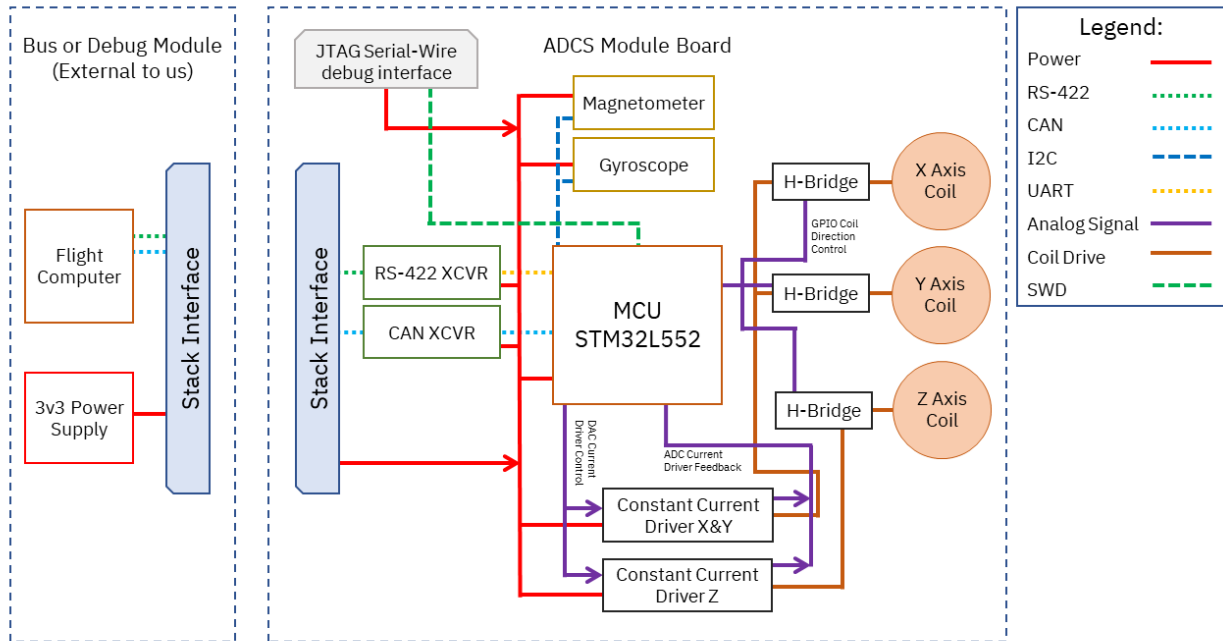 Bus or Debug Module
(External to us)
Flight
Computer
3v3 Power
Supply
Stack Interface
ADCS Module Board
JTAG Serial-Wire
debug interface
Stack Interface
Magnetometer
Gyroscope
RS-422 XCVR
CAN XCVR
MCU
STM32L552
H-Bridge
X Axis
Coil
GPIO Coil
Direction
Control
H-Bridge
Y Axis
Coil
H-Bridge
Z Axis
Coil
DAC Current
Driver Control
ADC Current
Driver Feedback
Constant Current
Driver X&Y
Constant Current
Driver Z
Legend:
Power
RS-422
CAN
I2C
UART
Analog Signal
Coil Drive
SWD